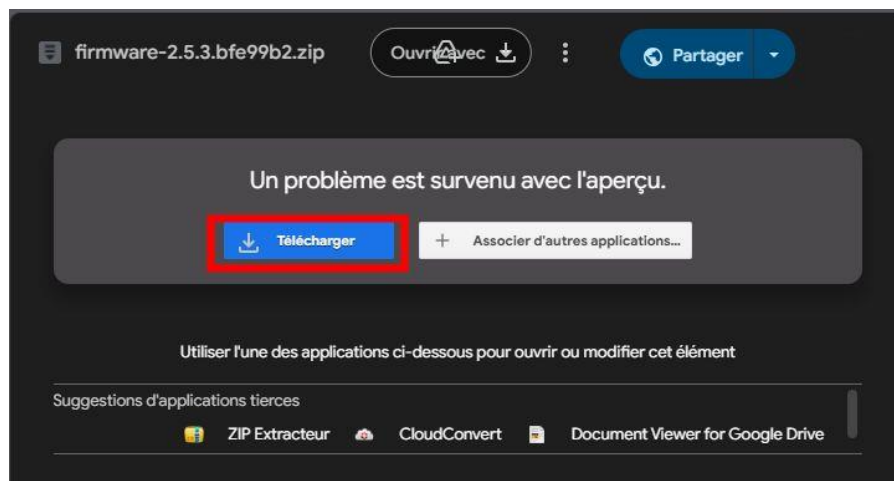 firmware-2.5.3.bfe99b2.zip Ouvrir avec Partager
Un problème est survenu avec l'aperçu.
Télécharger + Associer d'autres applications...
Utiliser l'une des applications ci-dessous pour ouvrir ou modifier cet élément
Suggestions d'applications tierces
ZIP Extracteur CloudConvert Document Viewer for Google Drive